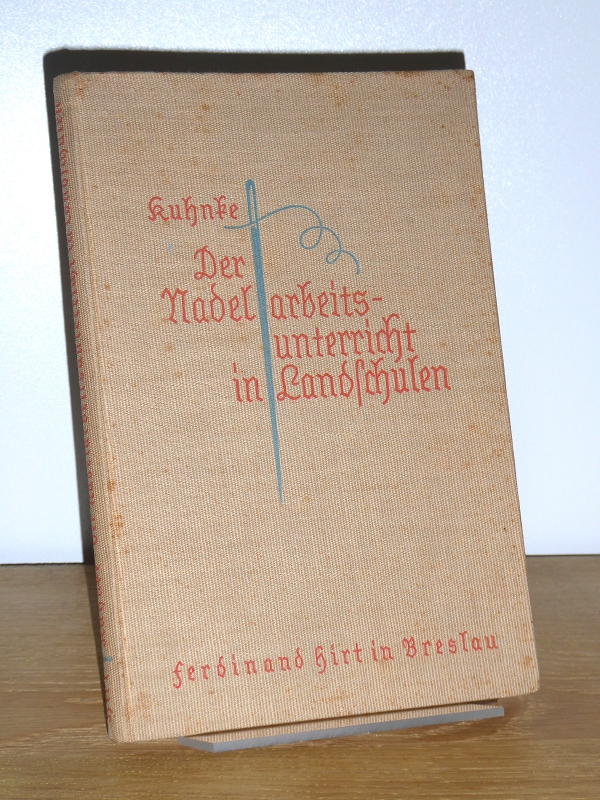 Kuhnke
Der
Nadelarbeits-
unterricht
in Landschulen
Ferdinand Hirt in Breslau